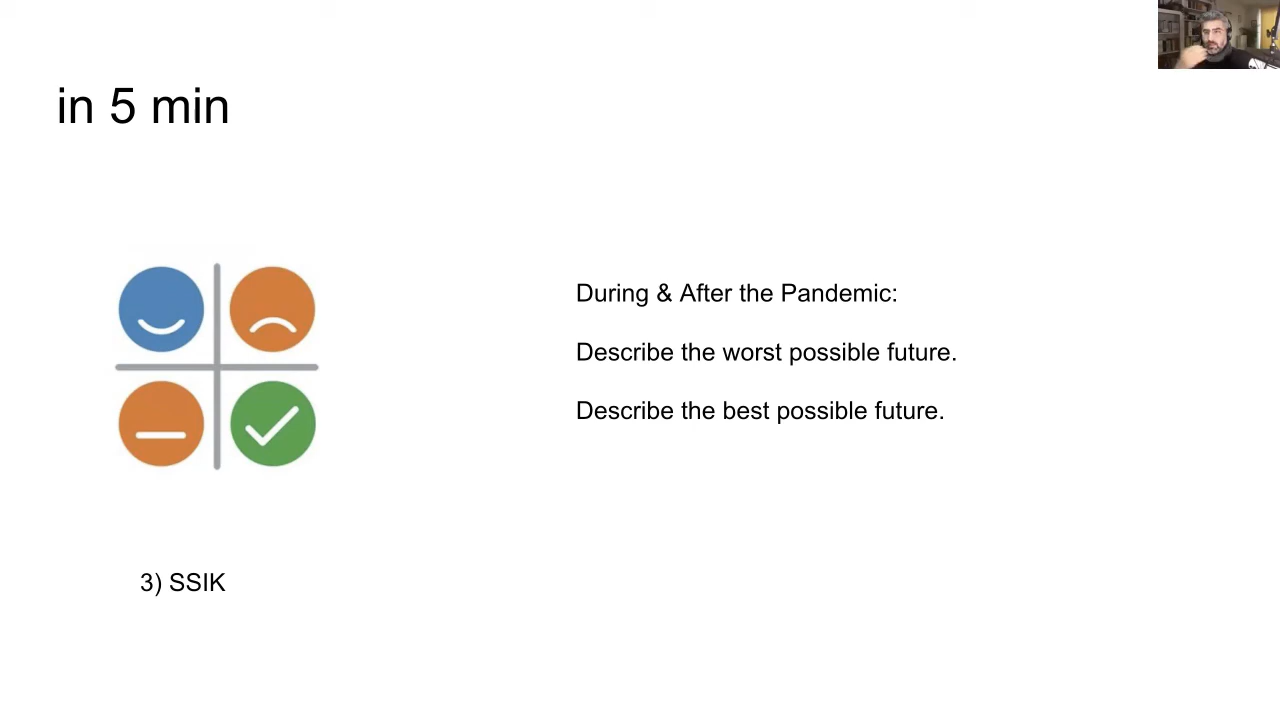 in 5 min
During & After the Pandemic:
Describe the worst possible future.
Describe the best possible future.
3) SSIK